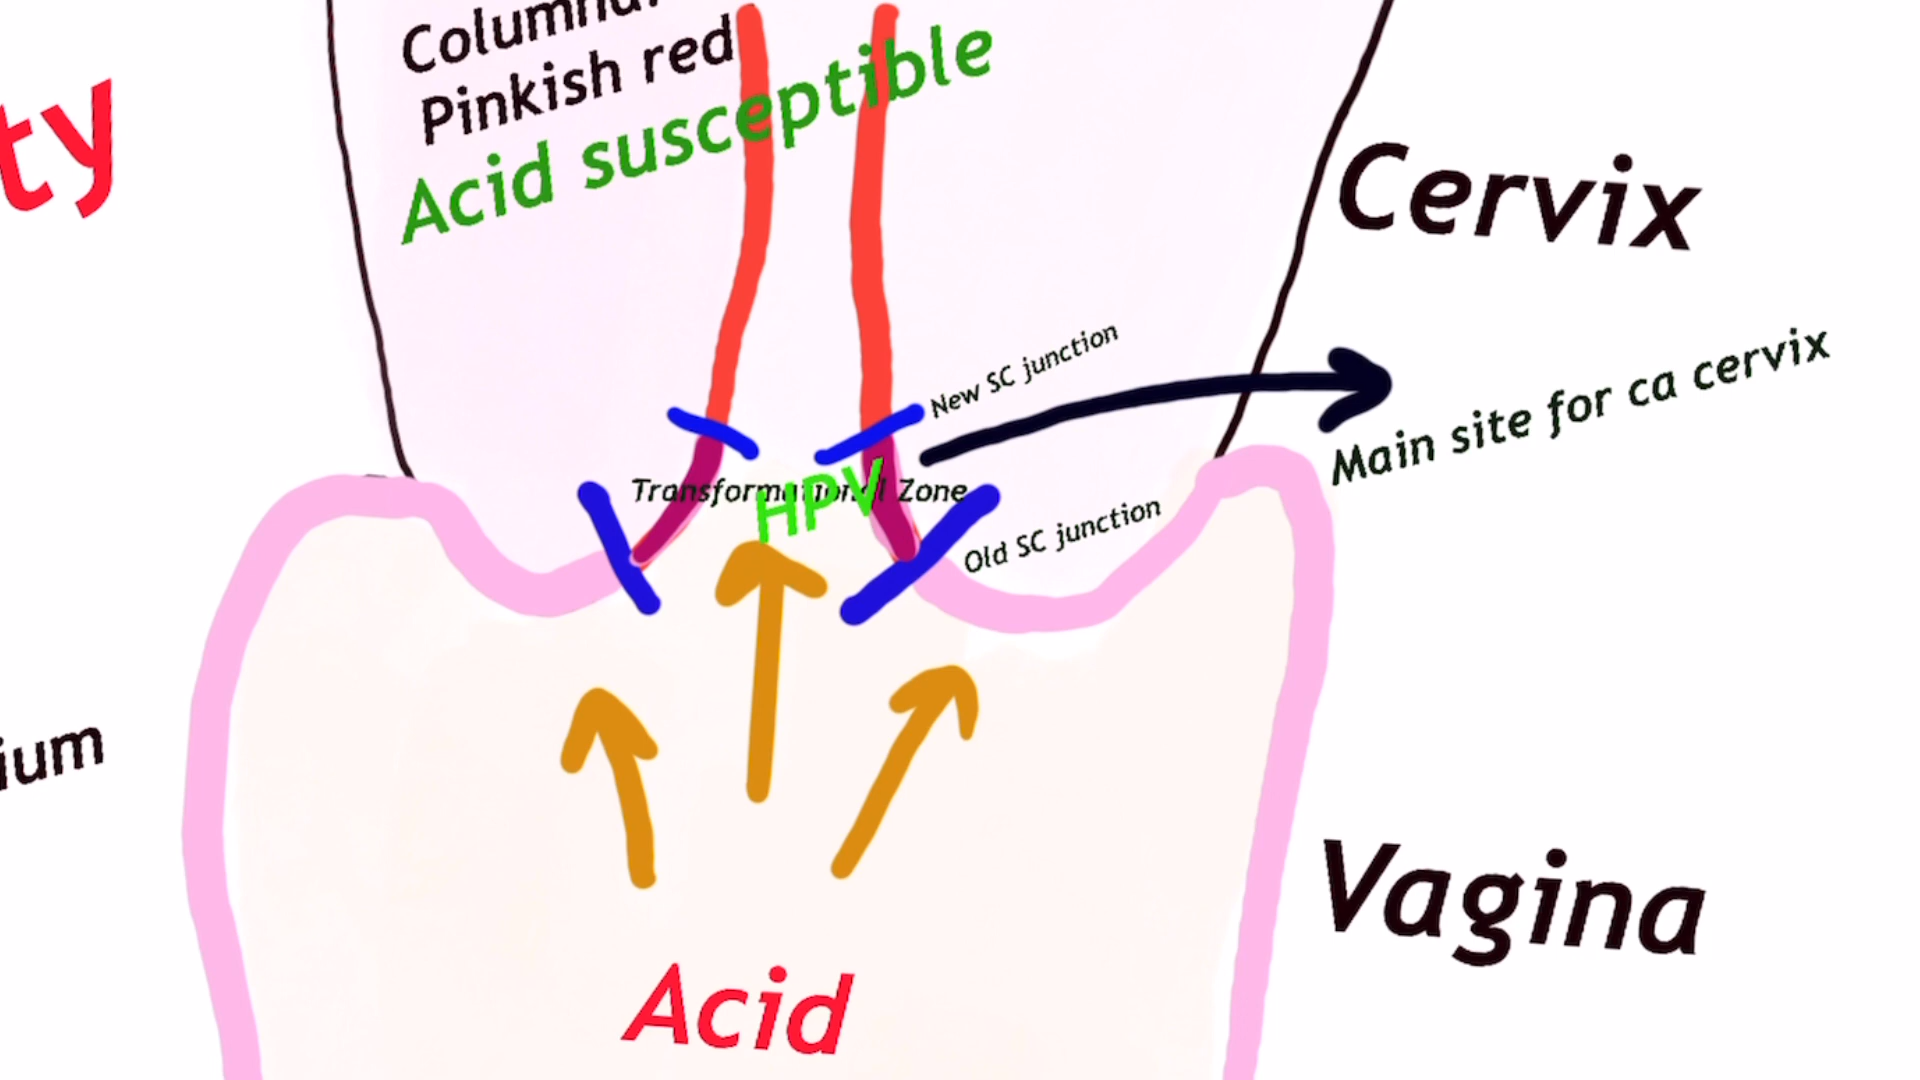 Pinkish red
Acid susceptible
Cervix
New SC junction
Main site for ca cervix
Transformational Zone
HPV
Old SC junction
Vagina
Acid